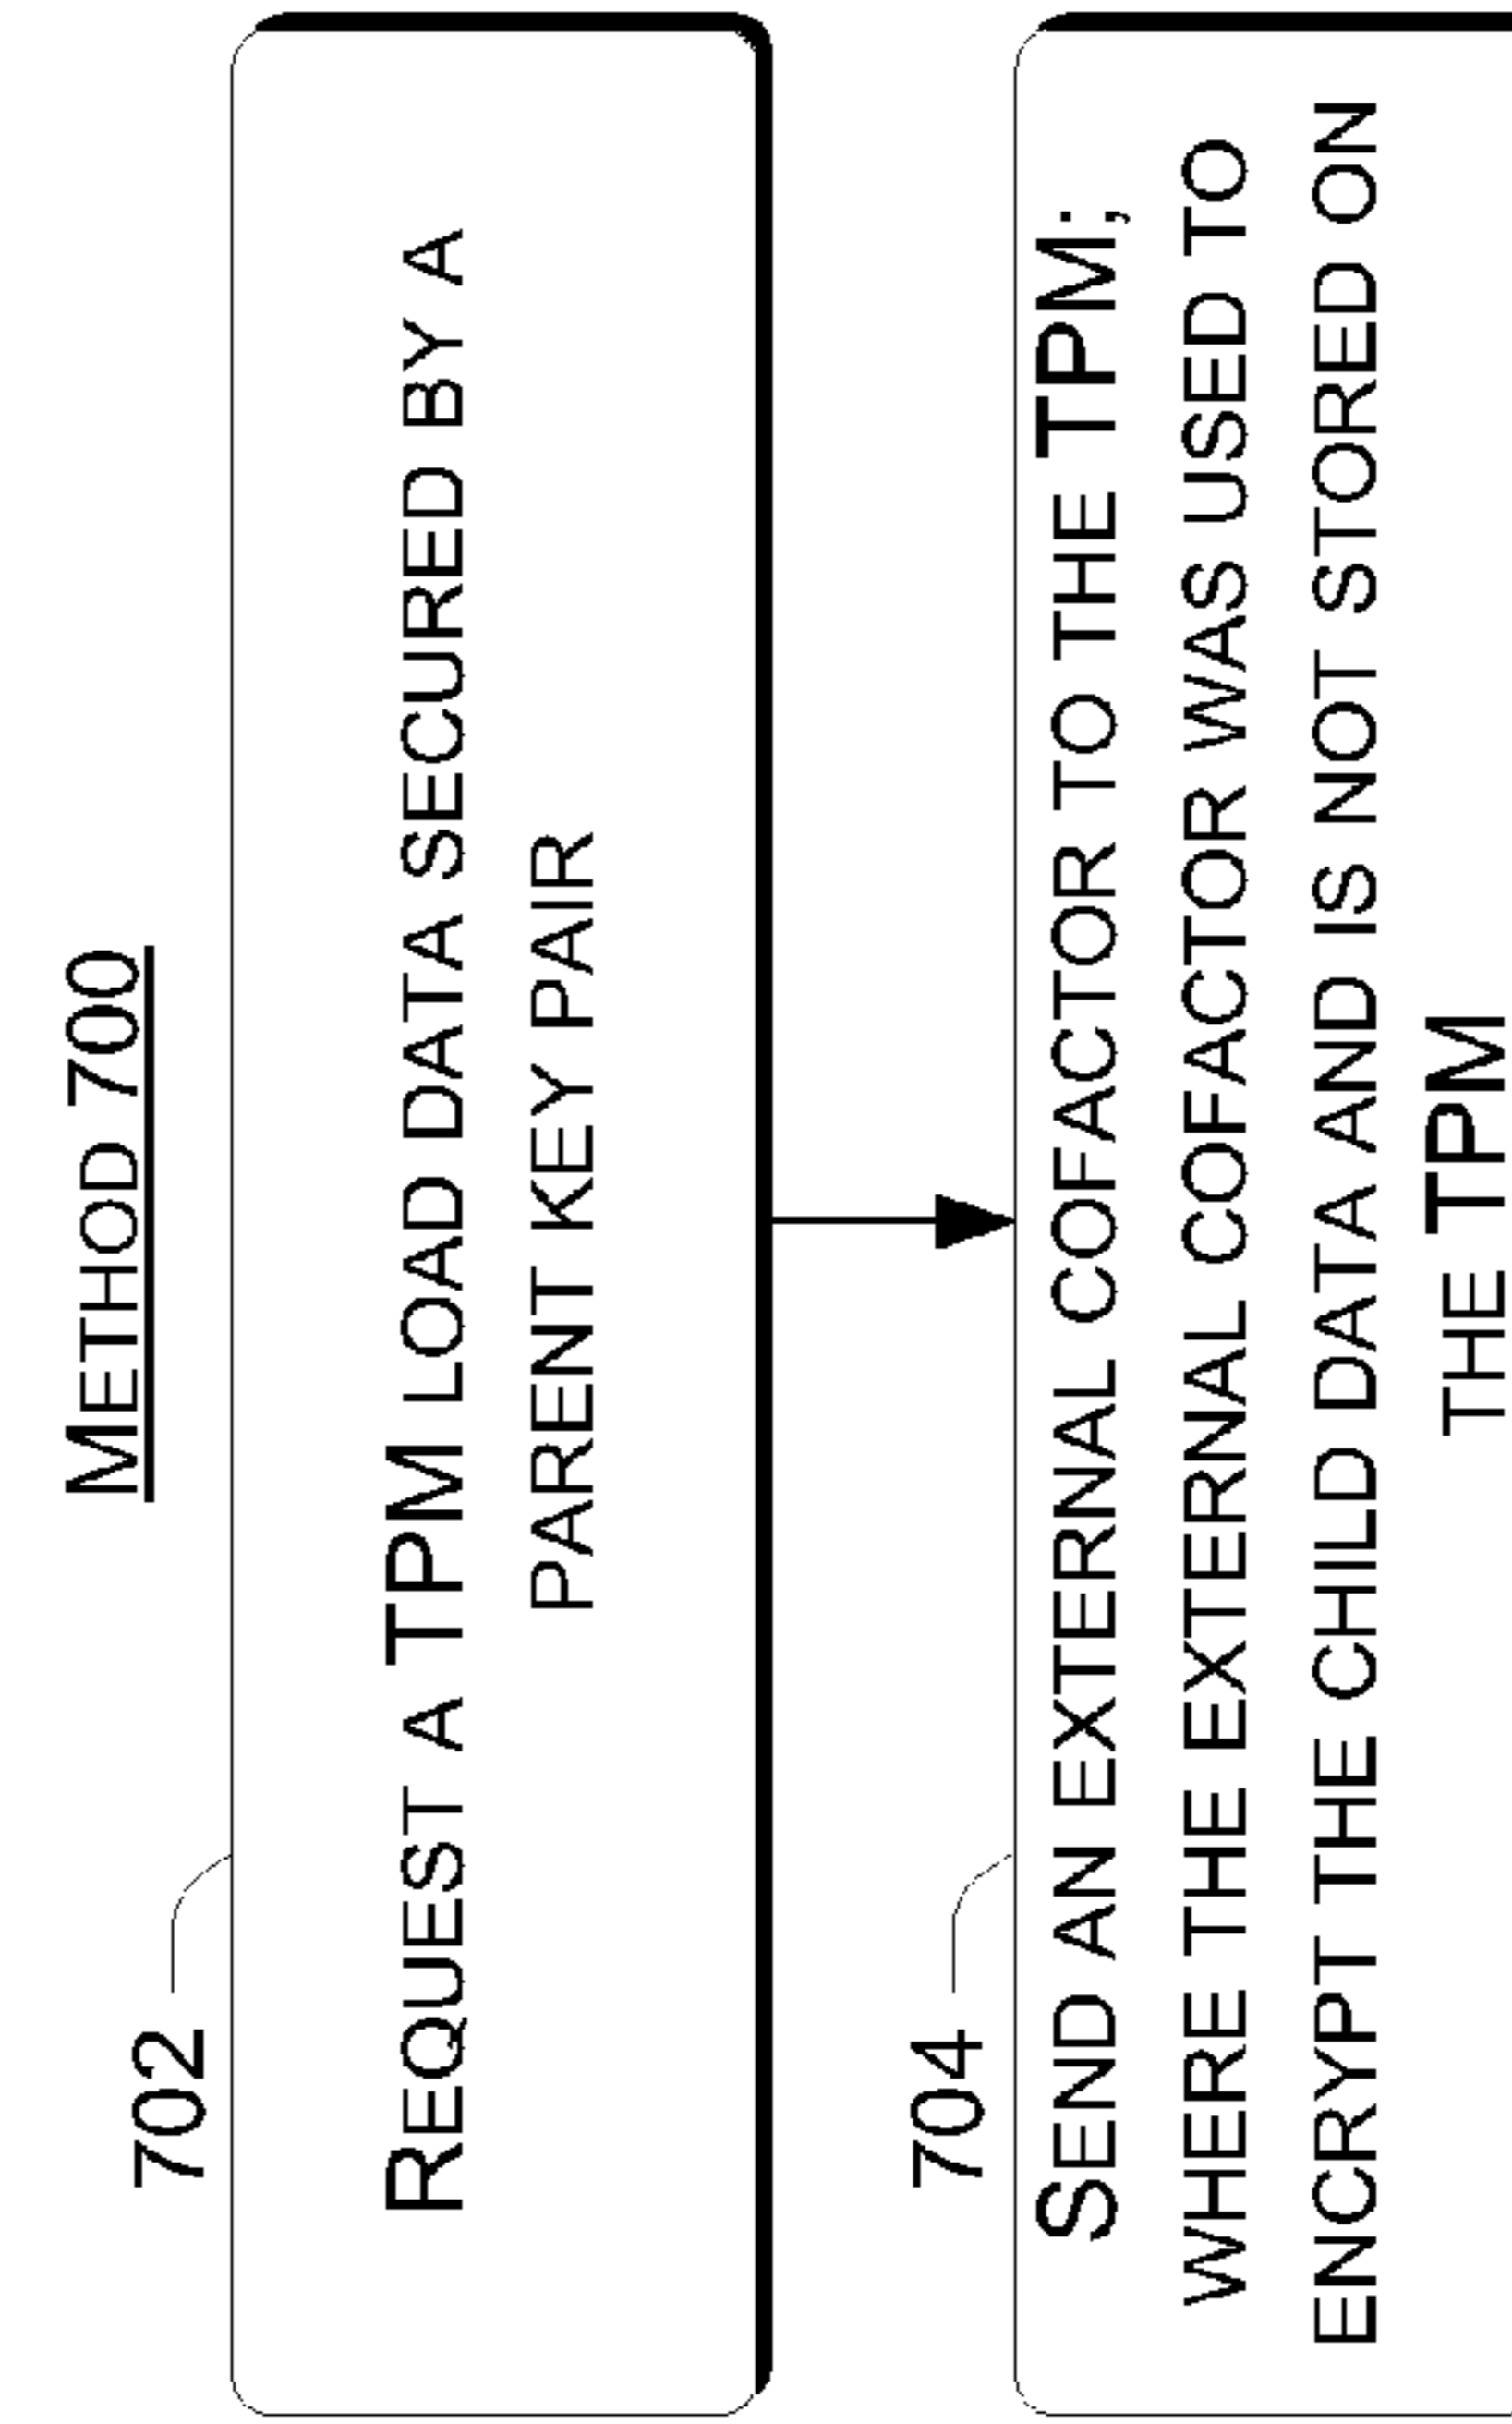 METHOD 700
702
REQUEST A TPM LOAD DATA SECURED BY A
PARENT KEY PAIR
704
SEND AN EXTERNAL COFACTOR TO THE TPM;
WHERE THE EXTERNAL COFACTOR WAS USED TO
ENCRYPT THE CHILD DATA AND IS NOT STORED ON
THE TPM